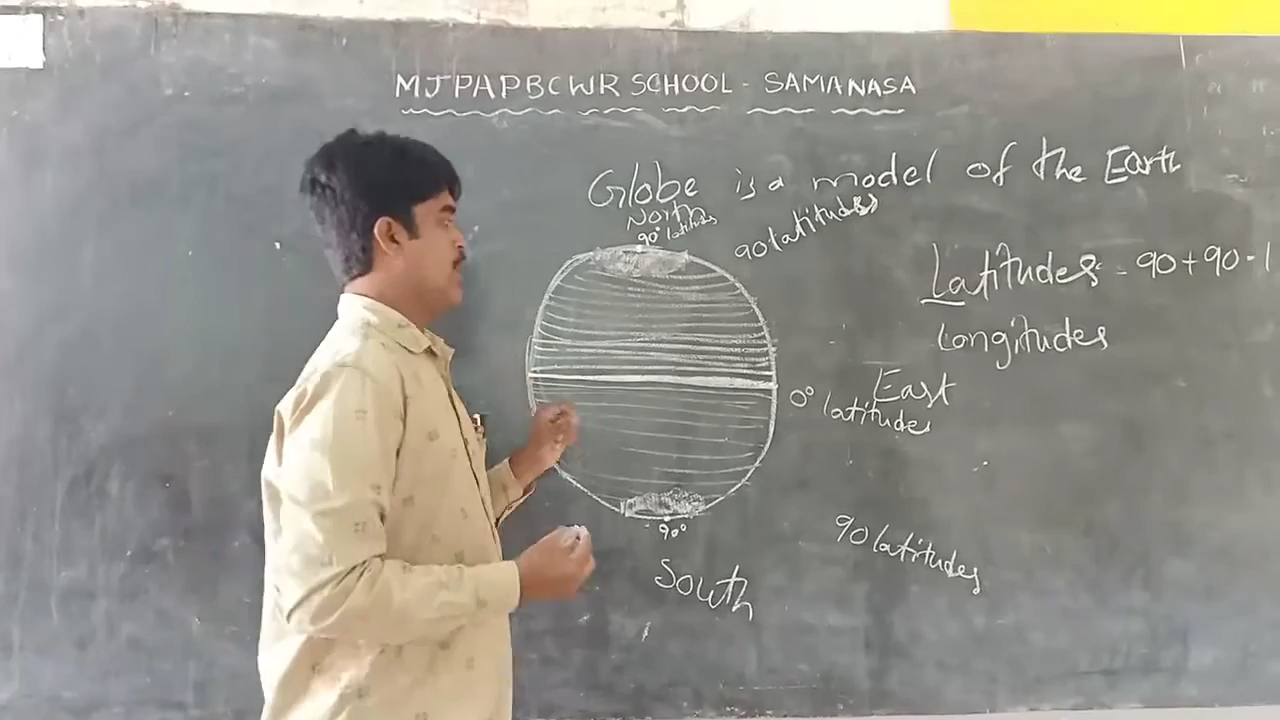 MJPAPBCWR SCHOOL - SAMANASA
Globe is a model of the Earth
North
90° latitudes
90 latitudes
Latitudes - 90+90-1
Longitudes
East
0° latitudes
90°
90 latitudes
South